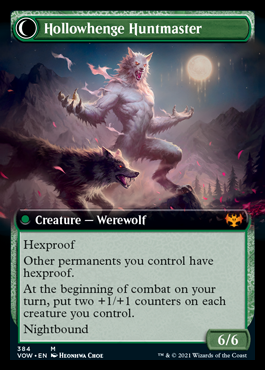 Hollowhenge Huntmaster
Creature — Werewolf
Hexproof
Other permanents you control have
hexproof.
At the beginning of combat on your
turn, put two +1/+1 counters on each
creature you control.
Nightbound
6/6
384 M
VOW • EN HEONHWA CHOE
™ & © 2021 Wizards of the Coast